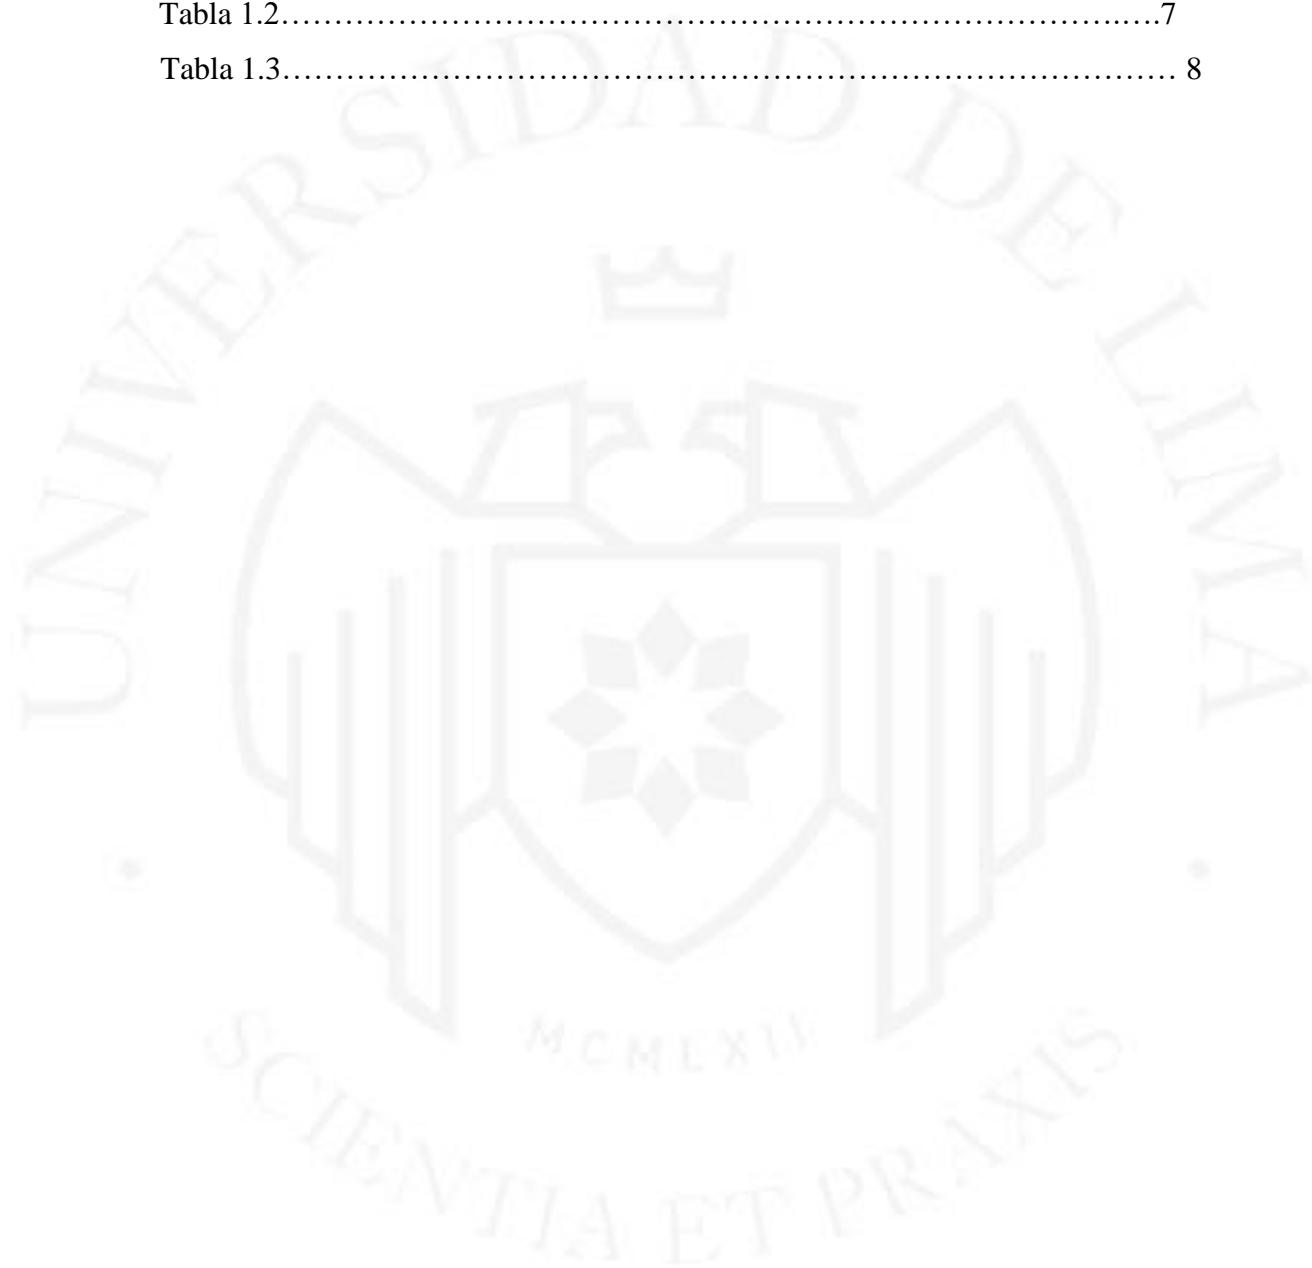 Tabla 1.2……………………………………………………………………….….7
Tabla 1.3………………………………………………………………………… 8
UNIVERSIDAD DE LIMA
MCMLXII
SCIENTIA ET PRAXIS